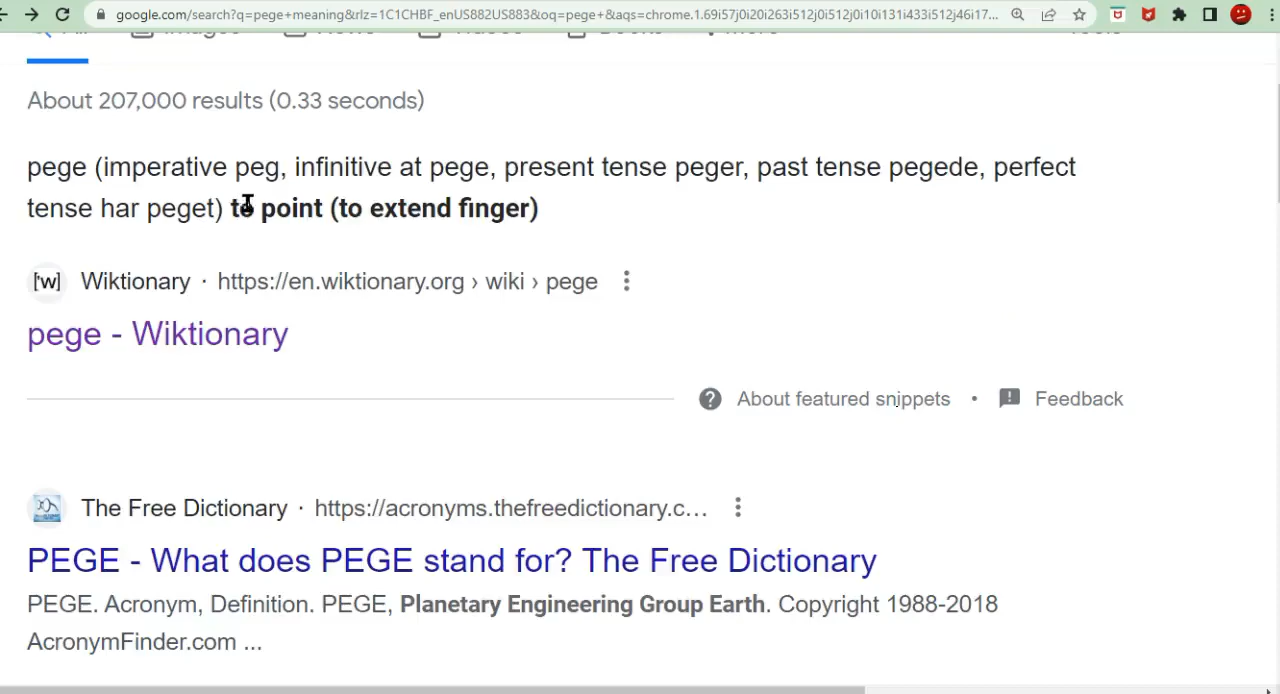 google.com/search?q=pege+meaning&rlz=1C1CHBF_enUS882US883&oq=pege+&aqs=chrome.1.69i57j0i20i263i512j0i512j0i10i131i433i512j46i17...
About 207,000 results (0.33 seconds)
pege (imperative peg, infinitive at pege, present tense peger, past tense pegede, perfect
tense har peget) to point (to extend finger)
['w] Wiktionary · https://en.wiktionary.org › wiki › pege
pege - Wiktionary
About featured snippets • Feedback
The Free Dictionary · https://acronyms.thefreedictionary.c...
PEGE - What does PEGE stand for? The Free Dictionary
PEGE. Acronym, Definition. PEGE, Planetary Engineering Group Earth. Copyright 1988-2018
AcronymFinder.com ...